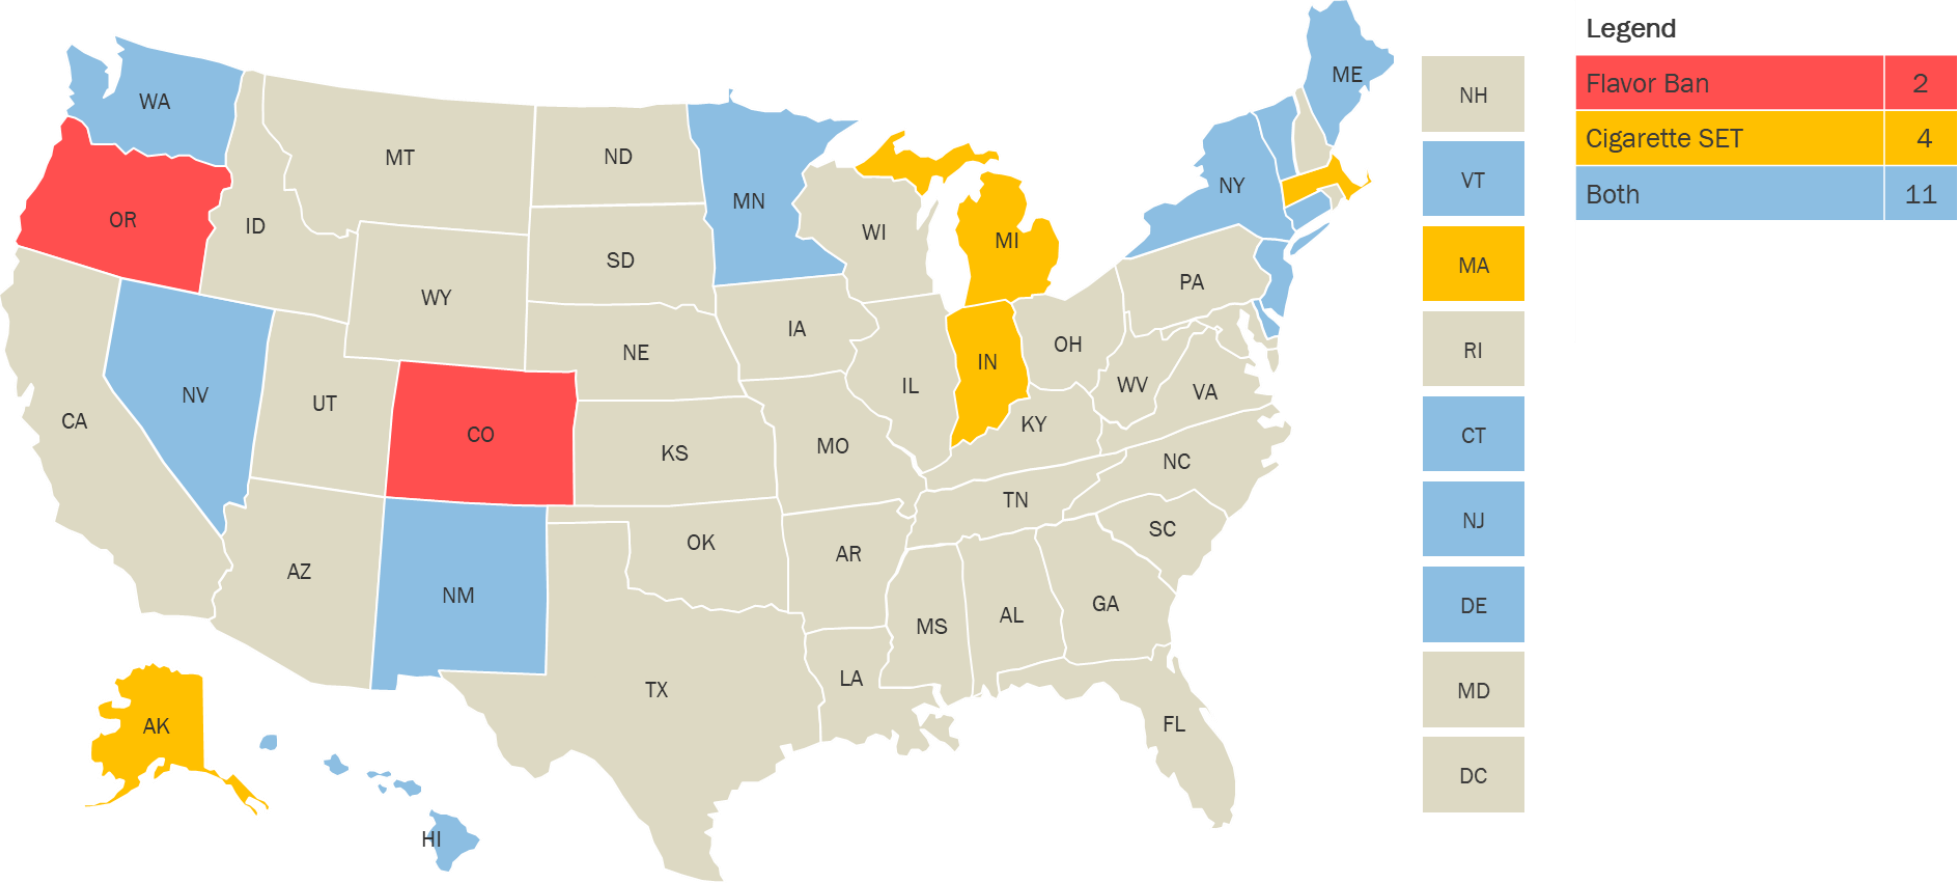 Legend
Flavor Ban 2
Cigarette SET 4
Both 11
WA
ME
MT
ND
MN
NY
OR
ID
WI
MI
SD
WY
PA
IA
NE
OH
NV
UT
IL
IN
WV
VA
CA
CO
KS
MO
KY
NC
TN
SC
AZ
NM
OK
AR
MS
AL
GA
TX
LA
FL
AK
HI
NH
VT
MA
RI
CT
NJ
DE
MD
DC